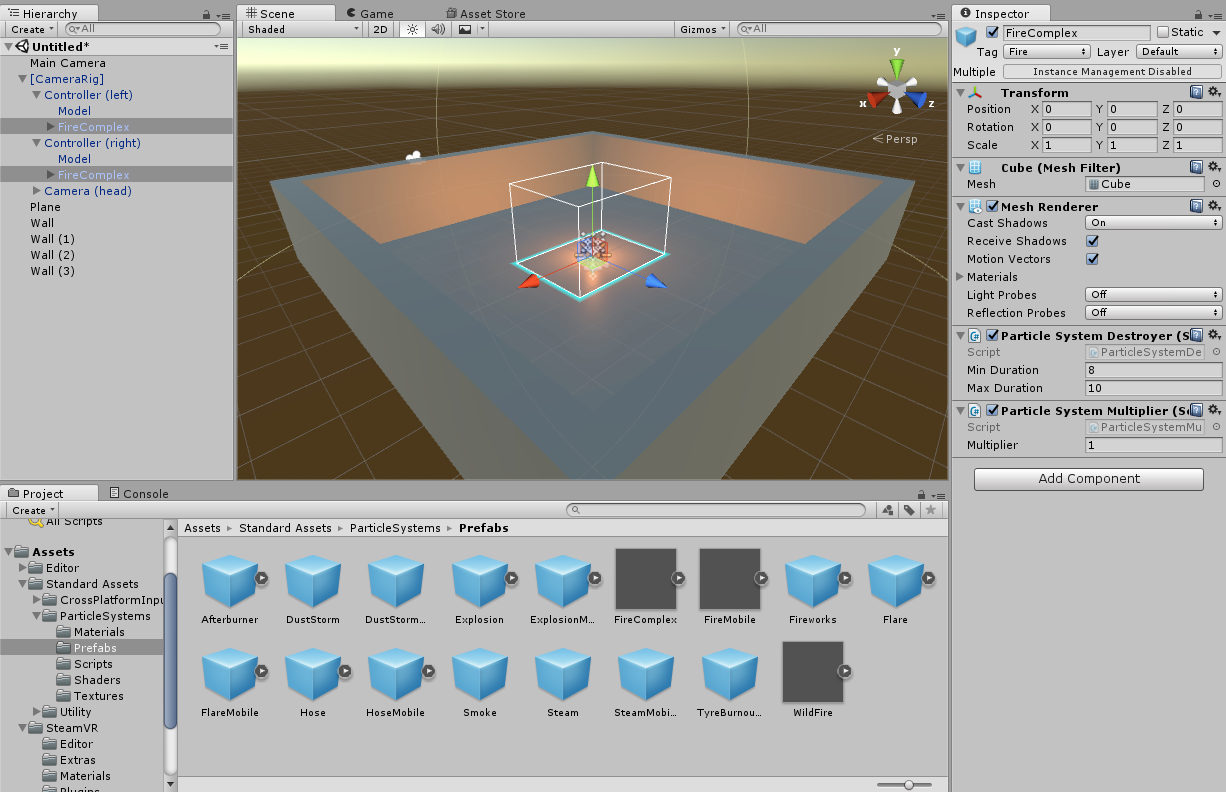 Hierarchy
Create
All
Untitled*
Main Camera
[CameraRig]
Controller (left)
Model
FireComplex
Controller (right)
Model
FireComplex
Camera (head)
Plane
Wall
Wall (1)
Wall (2)
Wall (3)
Scene Game Asset Store
Shaded 2D Gizmos All
y
x z
Persp
Inspector
FireComplex Static
Tag Fire Layer Default
Multiple Instance Management Disabled
Transform
Position X 0 Y 0 Z 0
Rotation X 0 Y 0 Z 0
Scale X 1 Y 1 Z 1
Cube (Mesh Filter)
Mesh Cube
Mesh Renderer
Cast Shadows On
Receive Shadows
Motion Vectors
Materials
Light Probes Off
Reflection Probes Off
Particle System Destroyer (S
Script ParticleSystemDe
Min Duration 8
Max Duration 10
Particle System Multiplier (Sc
Script ParticleSystemMu
Multiplier 1
Add Component
Project Console
Create
All Scripts
Assets
Editor
Standard Assets
CrossPlatformInpu
ParticleSystems
Materials
Prefabs
Scripts
Shaders
Textures
Utility
SteamVR
Editor
Extras
Materials
Plugins
Assets Standard Assets ParticleSystems Prefabs
Afterburner DustStorm DustStorm... Explosion ExplosionM... FireComplex FireMobile Fireworks Flare
FlareMobile Hose HoseMobile Smoke Steam SteamMobi... TyreBurnou... WildFire